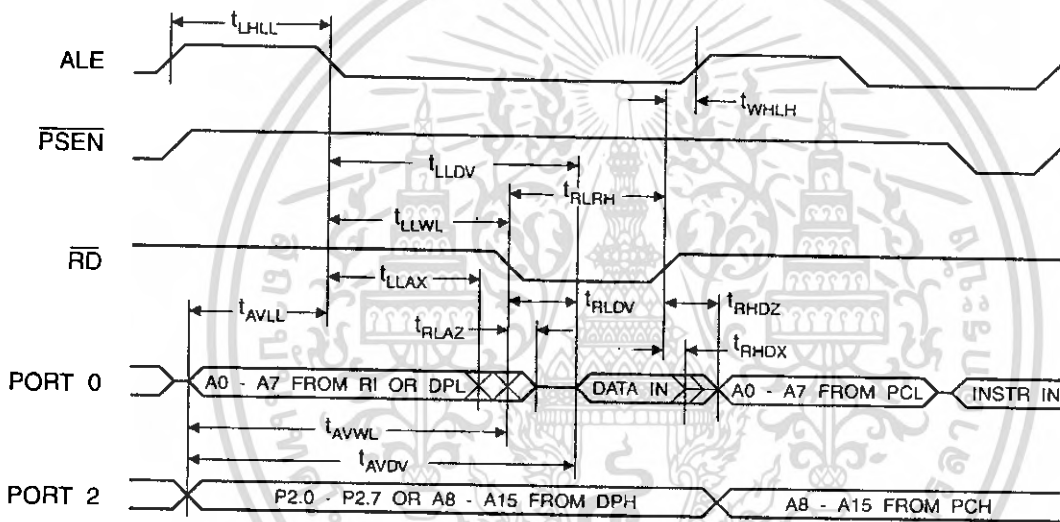 tLHLL
ALE
tWHLH
PSEN
tLLDV
tRLRH
tLLWL
RD
tLLAX
tAVLL
tRLDV
tRHDZ
tRLAZ
tRHDX
PORT 0
A0 - A7 FROM RI OR DPL
DATA IN
A0 - A7 FROM PCL
INSTR IN
tAVWL
tAVDV
PORT 2
P2.0 - P2.7 OR A8 - A15 FROM DPH
A8 - A15 FROM PCH